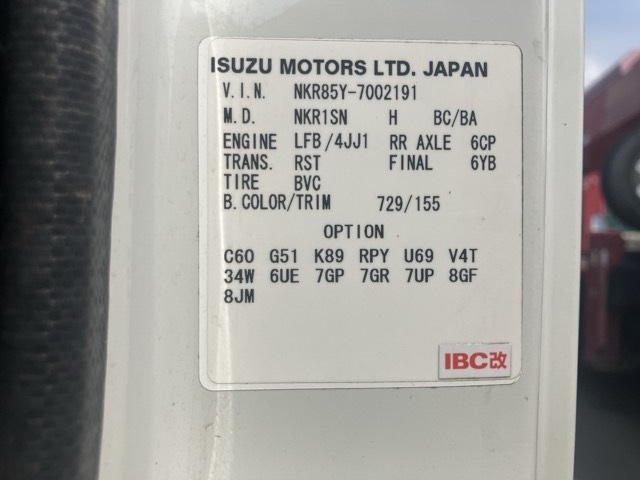 ISUZU MOTORS LTD. JAPAN
V.I.N. NKR85Y-7002191
M.D. NKR1SN H BC/BA
ENGINE LFB/4JJ1 RR AXLE 6CP
TRANS. RST FINAL 6YB
TIRE BVC
B.COLOR/TRIM 729/155
OPTION
C60 G51 K89 RPY U69 V4T
34W 6UE 7GP 7GR 7UP 8GF
8JM
IBC改